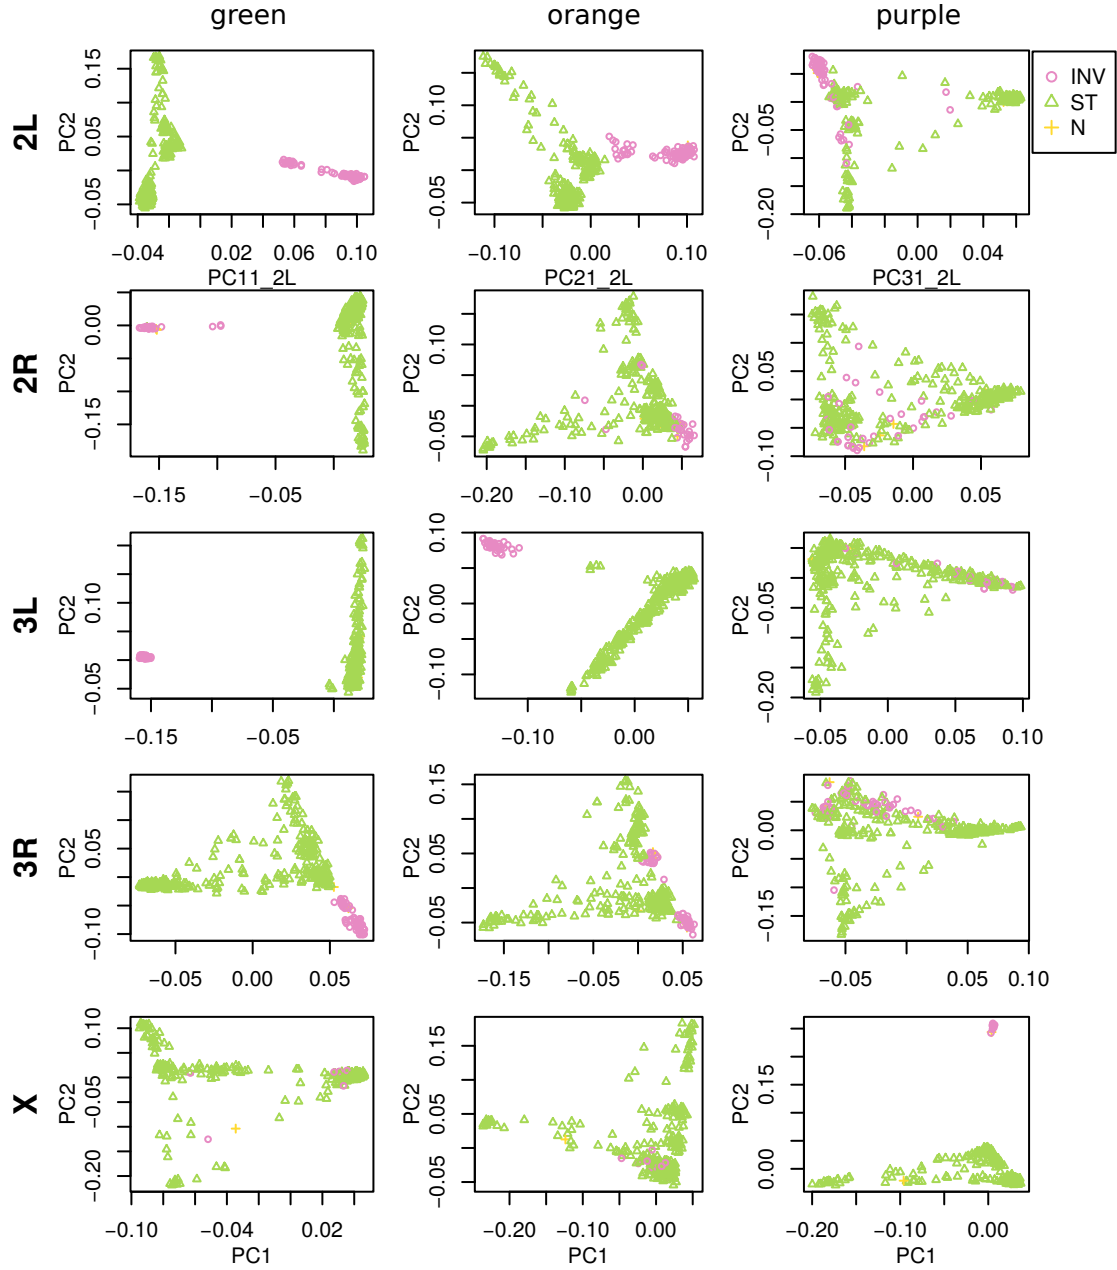 green orange purple
INV
ST
N
2L
PC2
0.15
0.05
−0.05
−0.04 0.02 0.06 0.10
PC11_2L
PC2
0.10
0.00
−0.05
−0.10 0.00 0.10
PC21_2L
PC2
−0.05
−0.20
−0.06 0.00 0.04
PC31_2L
2R
PC2
0.00
−0.15
−0.15 −0.05
PC2
0.10
−0.05
−0.20 −0.10 0.00
PC2
0.05
−0.10
−0.05 0.00 0.05
3L
PC2
0.10
−0.05
−0.15 −0.05
PC2
0.10
0.00
−0.10
−0.10 0.00
PC2
−0.05
−0.20
−0.05 0.00 0.05 0.10
3R
PC2
0.05
−0.10
−0.05 0.00 0.05
PC2
0.15
0.05
−0.05
−0.15 −0.05 0.05
PC2
0.00
−0.15
−0.05 0.10
X
PC2
0.10
−0.05
−0.20
−0.10 −0.04 0.02
PC1
PC2
0.15
0.05
−0.05
−0.20 −0.10 0.00
PC1
PC2
0.15
0.00
−0.20 −0.10 0.00
PC1